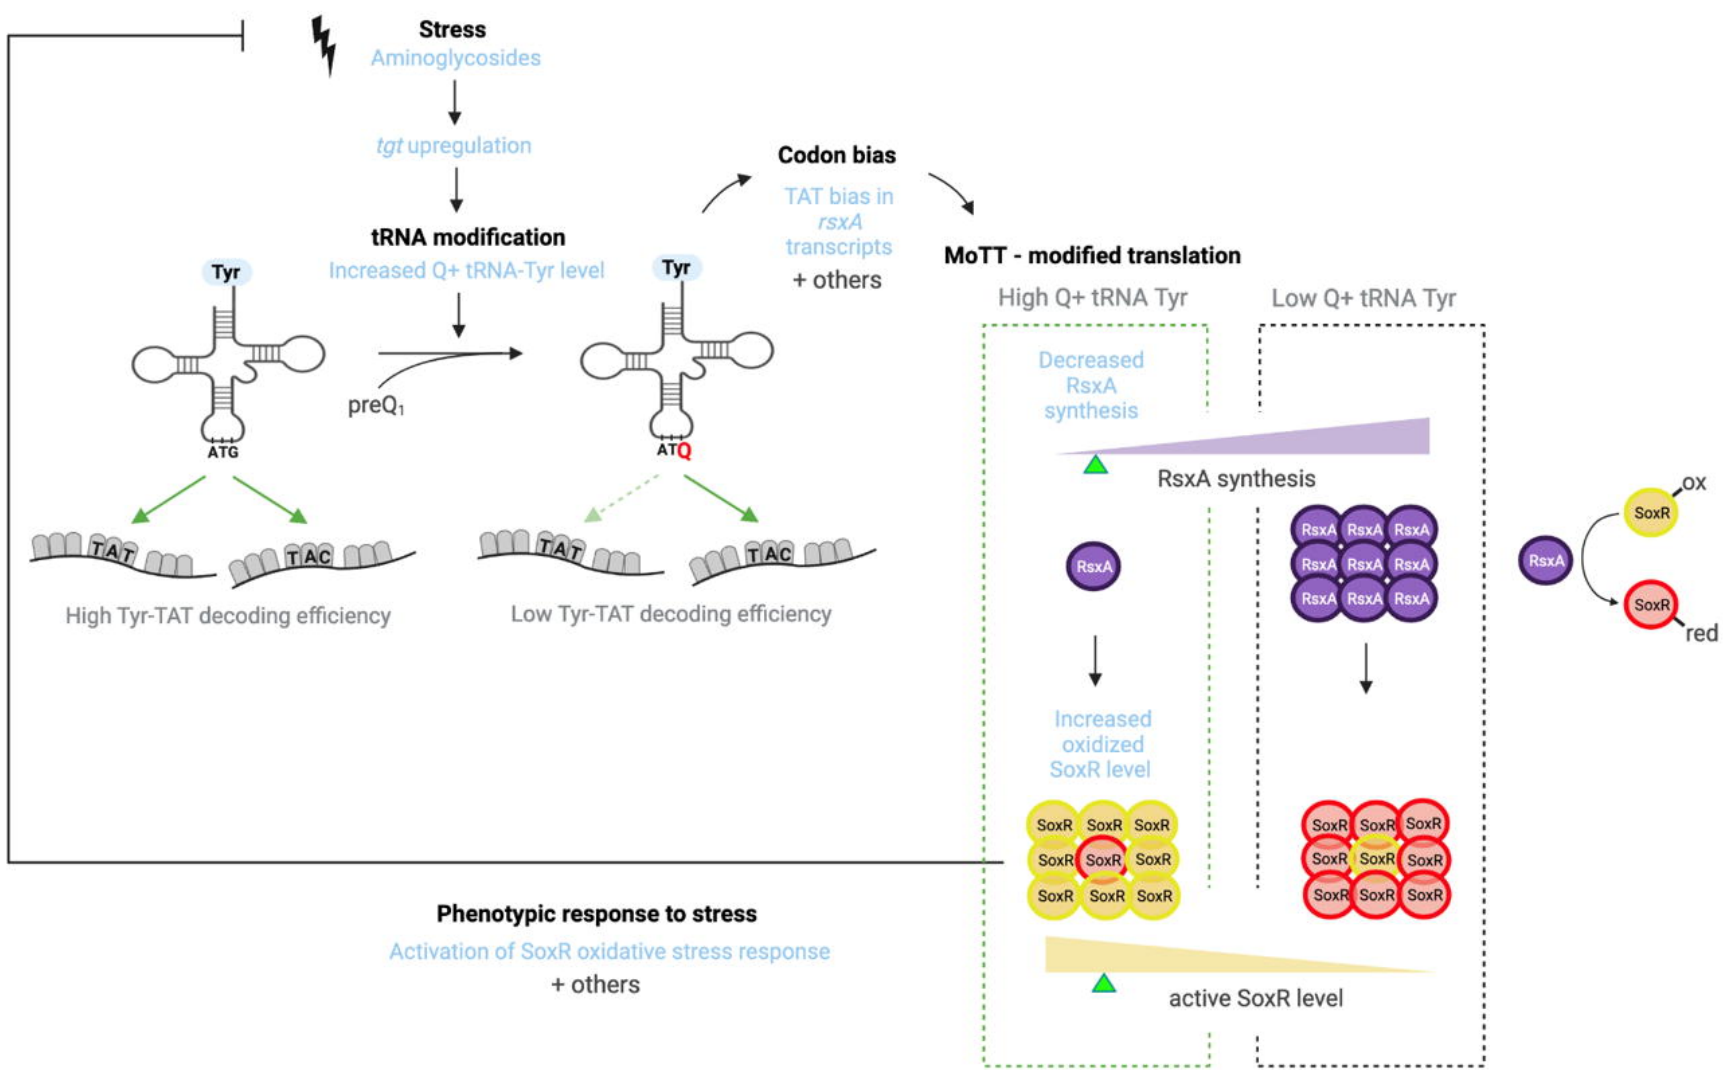 Stress
Aminoglycosides
tgt upregulation
tRNA modification
Increased Q+ tRNA-Tyr level
Tyr
ATG
preQ₁
Tyr
ATQ
TAT
TAC
High Tyr-TAT decoding efficiency
TAT
TAC
Low Tyr-TAT decoding efficiency
Codon bias
TAT bias in
rsxA
transcripts
+ others
MoTT - modified translation
High Q+ tRNA Tyr
Low Q+ tRNA Tyr
Decreased
RsxA
synthesis
RsxA synthesis
RsxA
RsxA RsxA RsxA
RsxA RsxA RsxA
RsxA RsxA RsxA
Increased
oxidized
SoxR level
SoxR SoxR SoxR
SoxR SoxR SoxR
SoxR SoxR SoxR
SoxR SoxR SoxR
SoxR SoxR SoxR
SoxR SoxR SoxR
active SoxR level
RsxA
SoxR
ox
SoxR
red
Phenotypic response to stress
Activation of SoxR oxidative stress response
+ others